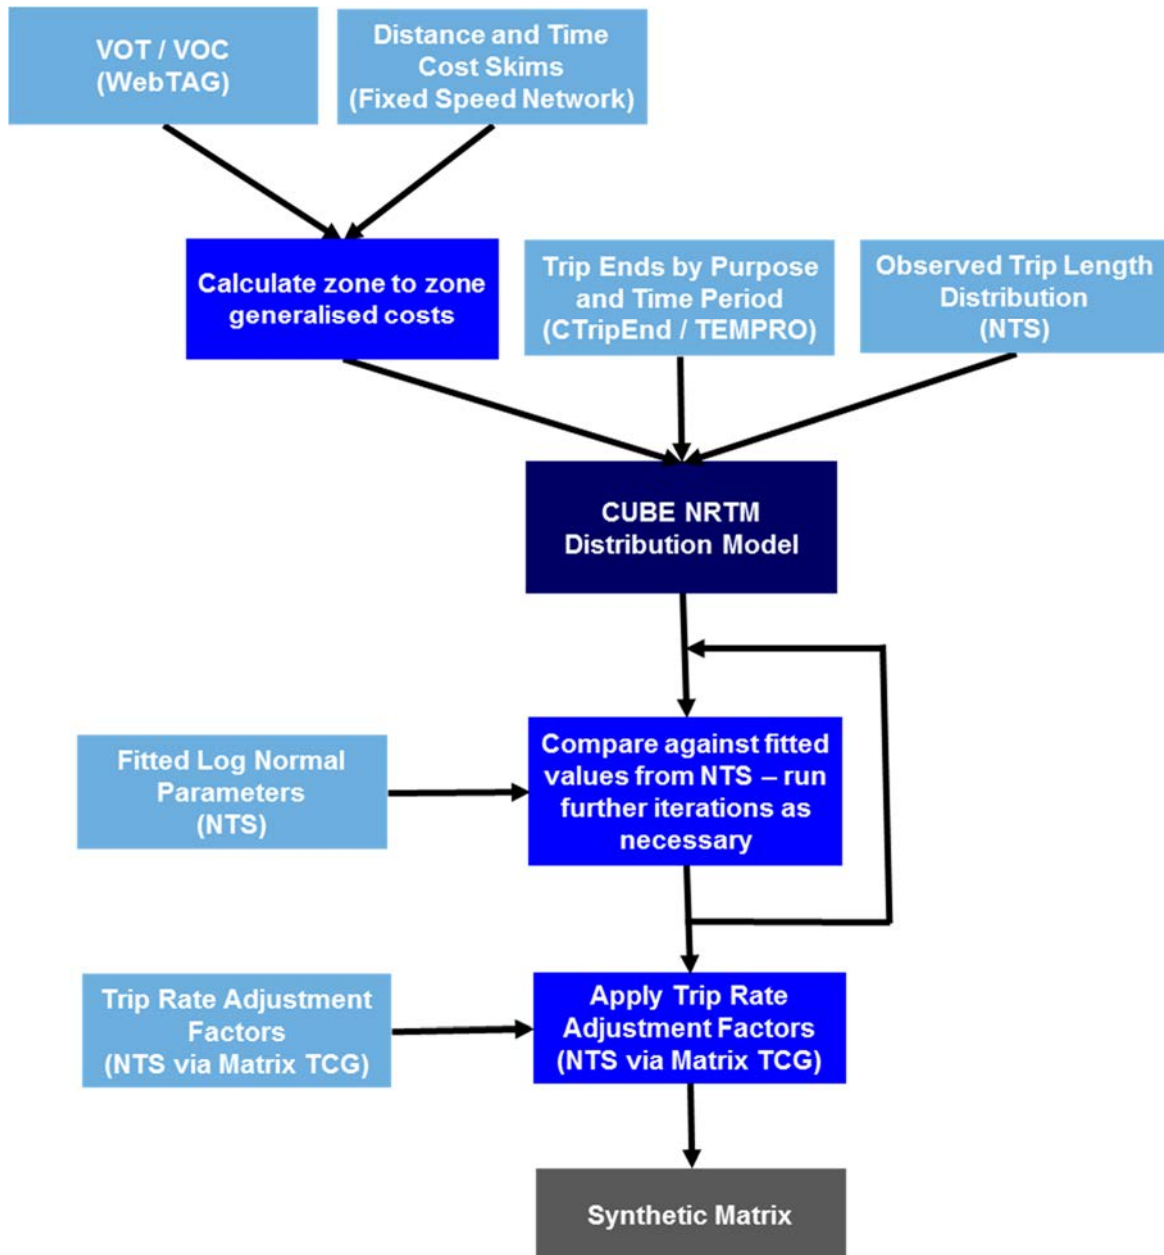 VOT / VOC
(WebTAG)
Distance and Time
Cost Skims
(Fixed Speed Network)
Calculate zone to zone
generalised costs
Trip Ends by Purpose
and Time Period
(CTripEnd / TEMPRO)
Observed Trip Length
Distribution
(NTS)
CUBE NRTM
Distribution Model
Fitted Log Normal
Parameters
(NTS)
Compare against fitted
values from NTS – run
further iterations as
necessary
Trip Rate Adjustment
Factors
(NTS via Matrix TCG)
Apply Trip Rate
Adjustment Factors
(NTS via Matrix TCG)
Synthetic Matrix